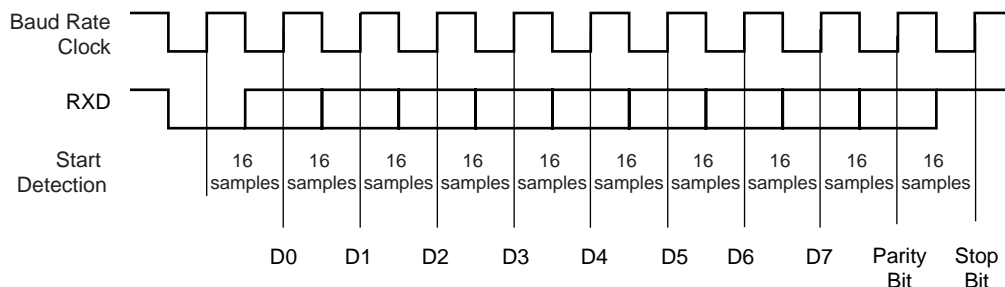 Baud Rate
Clock
RXD
Start
Detection
16 16 16 16 16 16 16 16 16 16
samples samples samples samples samples samples samples samples samples samples
D0 D1 D2 D3 D4 D5 D6 D7 Parity Stop
Bit Bit